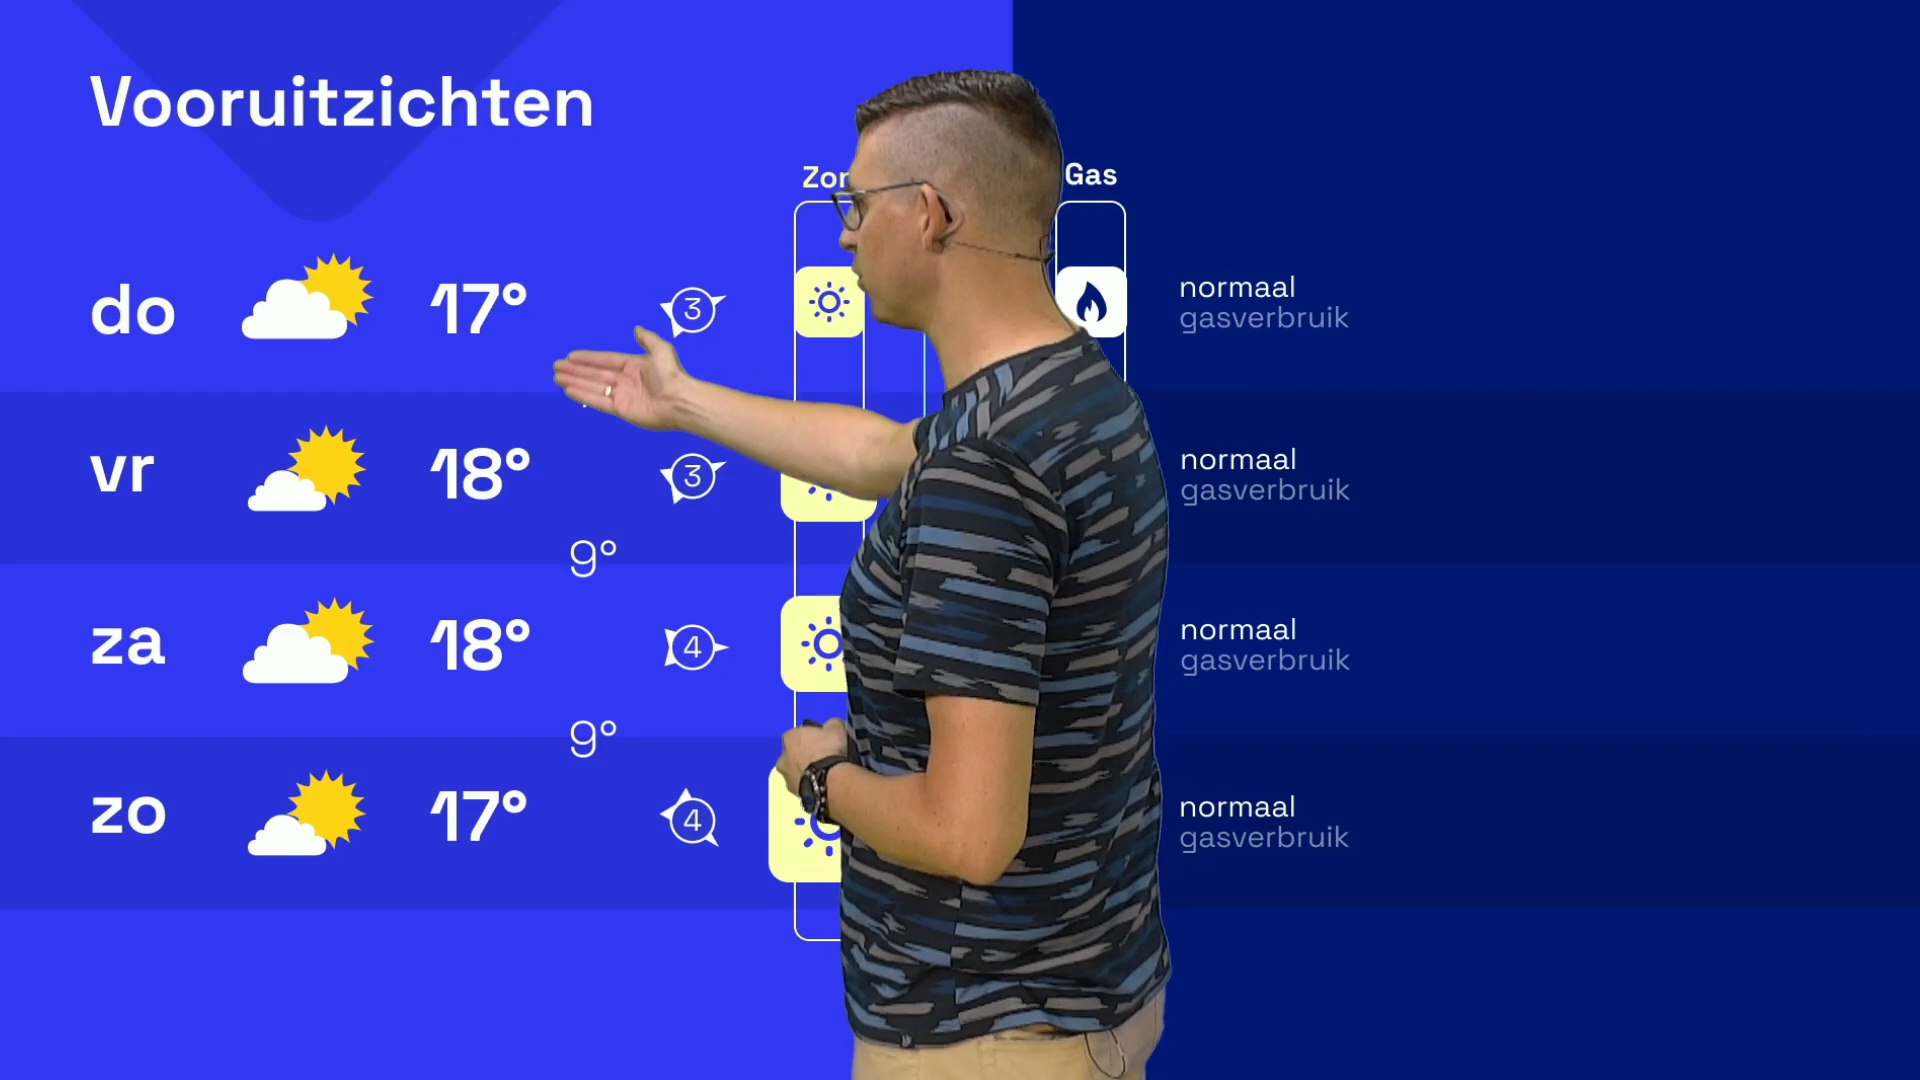 Vooruitzichten
Gas
do 17° 3 normaal
gasverbruik
vr 18° 3 normaal
gasverbruik
9°
za 18° 4 normaal
gasverbruik
9°
zo 17° 4 normaal
gasverbruik